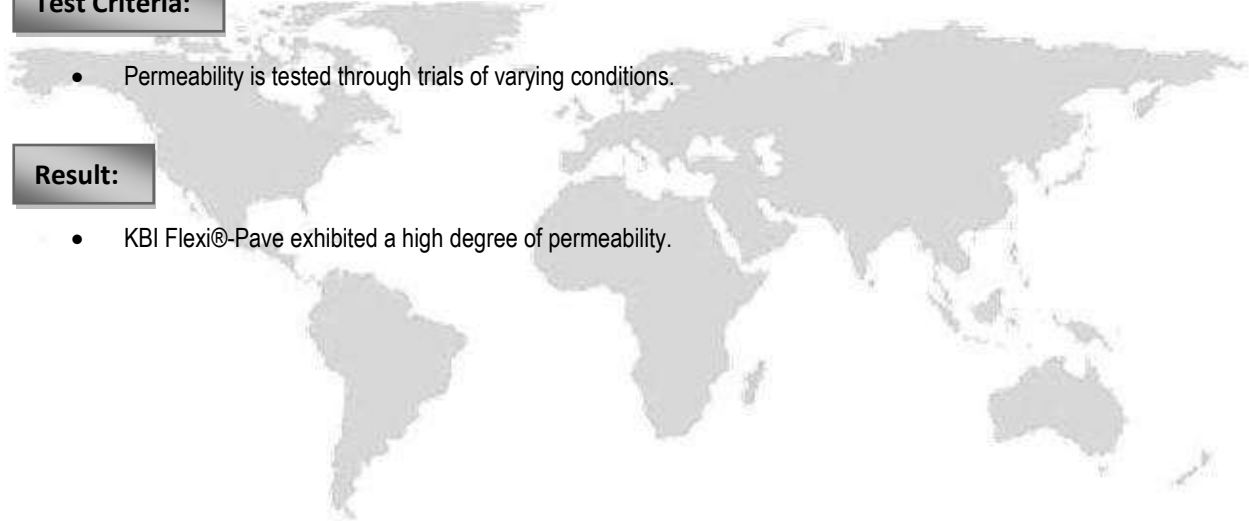 Test Criteria:
• Permeability is tested through trials of varying conditions.
Result:
• KBI Flexi®-Pave exhibited a high degree of permeability.